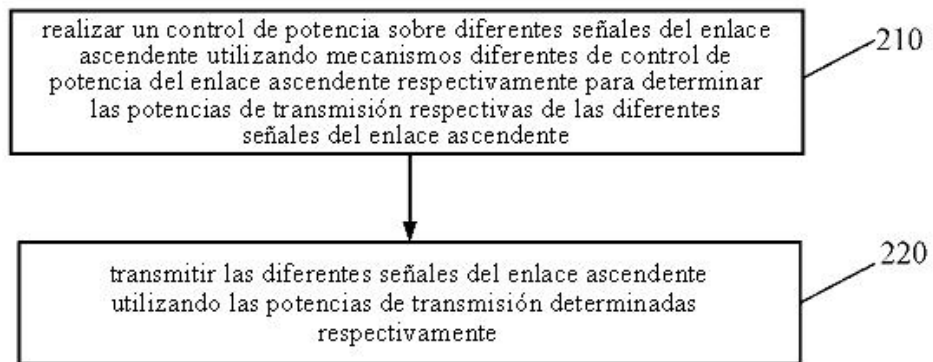 realizar un control de potencia sobre diferentes señales del enlace
ascendente utilizando mecanismos diferentes de control de
potencia del enlace ascendente respectivamente para determinar
las potencias de transmisión respectivas de las diferentes
señales del enlace ascendente
210
transmitir las diferentes señales del enlace ascendente
utilizando las potencias de transmisión determinadas
respectivamente
220